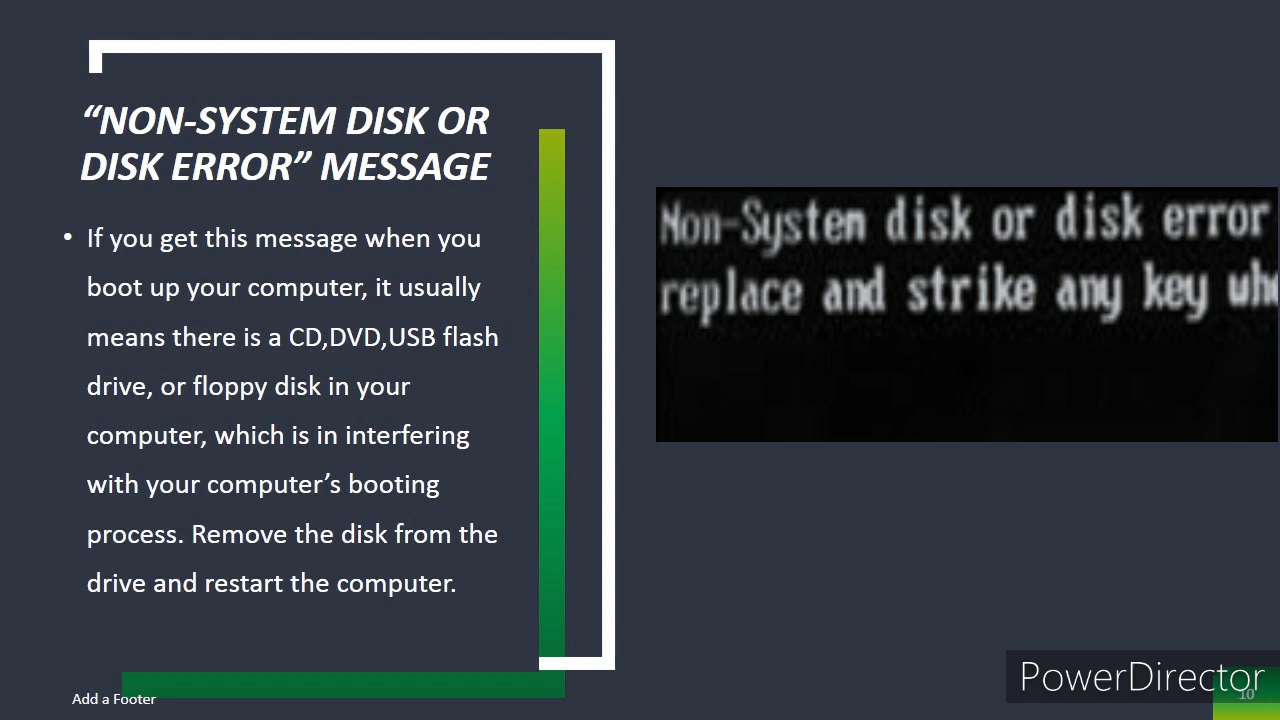 “NON-SYSTEM DISK OR
DISK ERROR” MESSAGE
• If you get this message when you
boot up your computer, it usually
means there is a CD,DVD,USB flash
drive, or floppy disk in your
computer, which is in interfering
with your computer’s booting
process. Remove the disk from the
drive and restart the computer.
Non-System disk or disk error
replace and strike any key
Add a Footer
PowerDirector
10